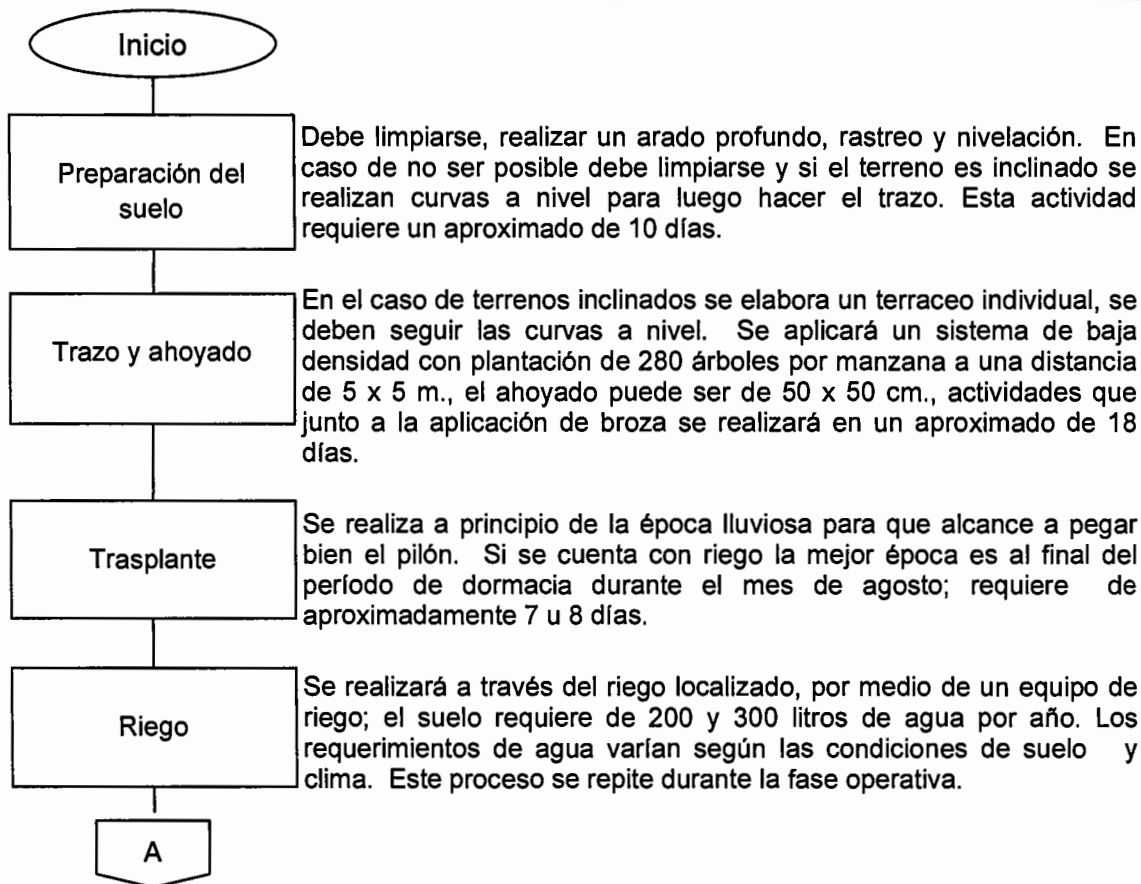 Inicio
Preparación del
suelo
Debe limpiarse, realizar un arado profundo, rastreo y nivelación. En
caso de no ser posible debe limpiarse y si el terreno es inclinado se
realizan curvas a nivel para luego hacer el trazo. Esta actividad
requiere un aproximado de 10 días.
Trazo y ahoyado
En el caso de terrenos inclinados se elabora un terraceo individual, se
deben seguir las curvas a nivel. Se aplicará un sistema de baja
densidad con plantación de 280 árboles por manzana a una distancia
de 5 x 5 m., el ahoyado puede ser de 50 x 50 cm., actividades que
junto a la aplicación de broza se realizará en un aproximado de 18
días.
Trasplante
Se realiza a principio de la época lluviosa para que alcance a pegar
bien el pilón. Si se cuenta con riego la mejor época es al final del
período de dormacia durante el mes de agosto; requiere de
aproximadamente 7 u 8 días.
Riego
Se realizará a través del riego localizado, por medio de un equipo de
riego; el suelo requiere de 200 y 300 litros de agua por año. Los
requerimientos de agua varían según las condiciones de suelo y
clima. Este proceso se repite durante la fase operativa.
A